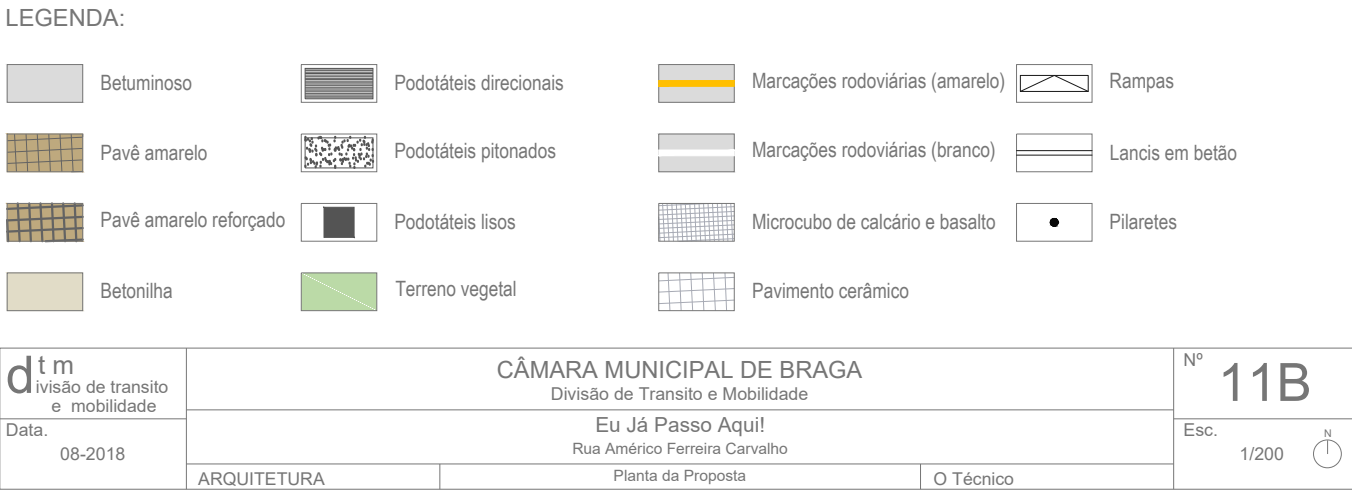 LEGENDA:
Betuminoso
Podotáteis direcionais
Marcações rodoviárias (amarelo)
Rampas
Pavê amarelo
Podotáteis pitonados
Marcações rodoviárias (branco)
Lancis em betão
Pavê amarelo reforçado
Podotáteis lisos
Microcubo de calcário e basalto
Pilaretes
Betonilha
Terreno vegetal
Pavimento cerâmico
d t m
ivisão de transito
e mobilidade
CÂMARA MUNICIPAL DE BRAGA
Divisão de Transito e Mobilidade
Nº
11B
Data.
08-2018
Eu Já Passo Aqui!
Rua Américo Ferreira Carvalho
Esc.
1/200
N
ARQUITETURA
Planta da Proposta
O Técnico